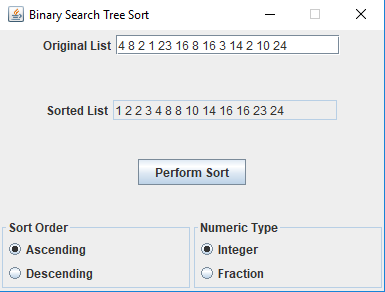 Binary Search Tree Sort
Original List 4 8 2 1 23 16 8 16 3 14 2 10 24
Sorted List 1 2 2 3 4 8 8 10 14 16 16 23 24
Perform Sort
Sort Order
Ascending
Descending
Numeric Type
Integer
Fraction